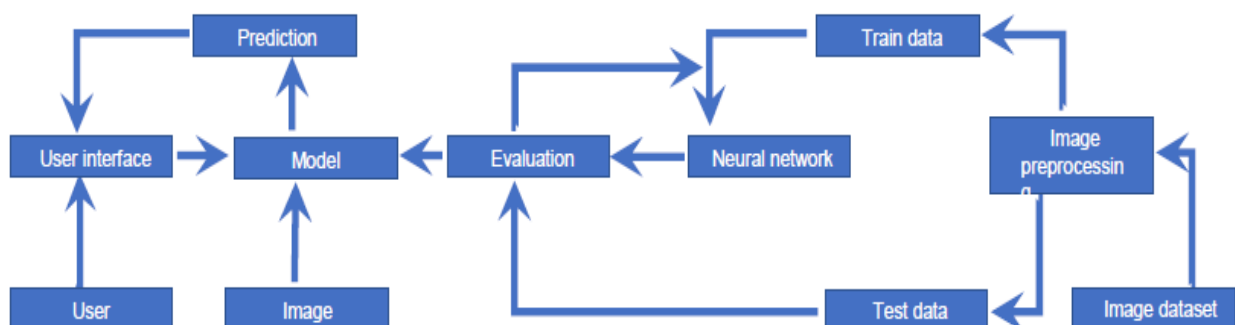 Prediction
Train data
User interface
Model
Evaluation
Neural network
Image
preprocessin
g
User
Image
Test data
Image dataset